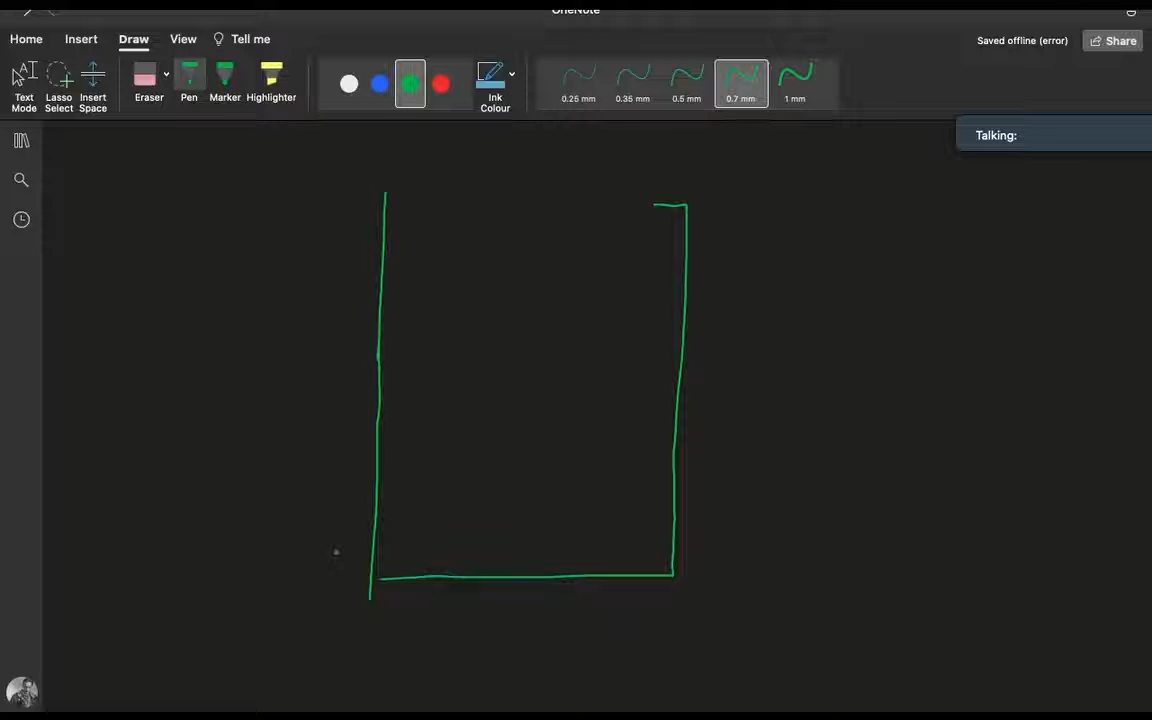 OneNote
Home Insert Draw View Tell me
Saved offline (error) Share
Text Mode
Lasso Select
Insert Space
Eraser
Pen
Marker
Highlighter
Ink Colour
0.25 mm
0.35 mm
0.5 mm
0.7 mm
1 mm
Talking: